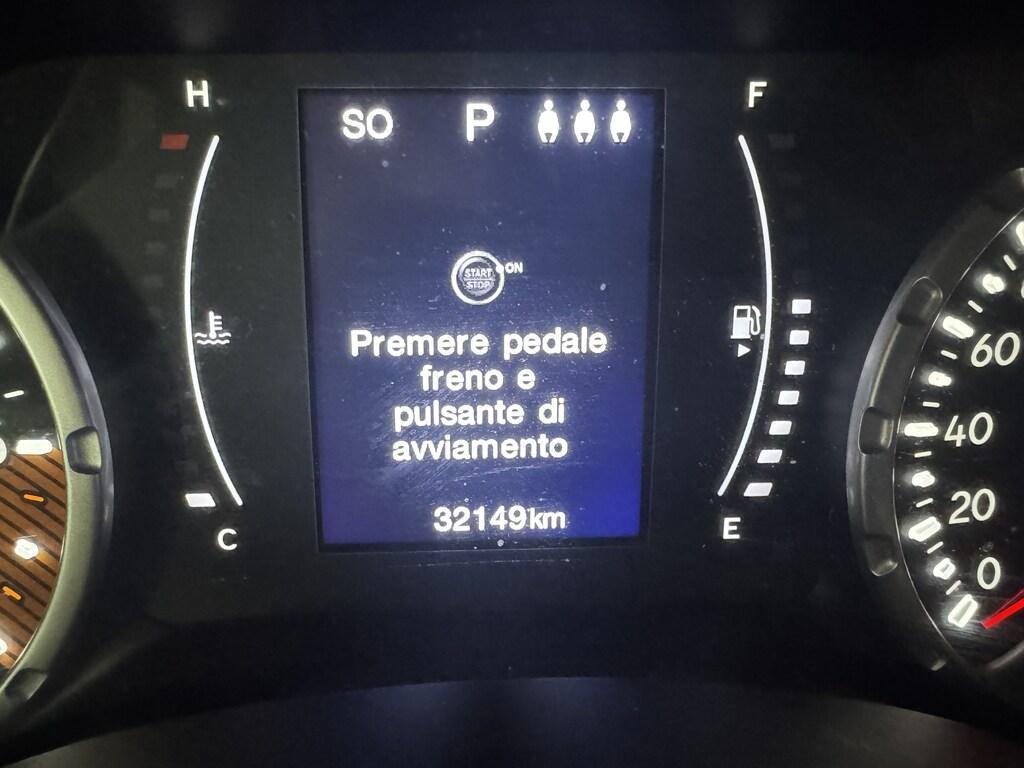 H
F
SO P
START
STOP
ON
Premere pedale
freno e
pulsante di
avviamento
32149km
C
E
60
40
20
0